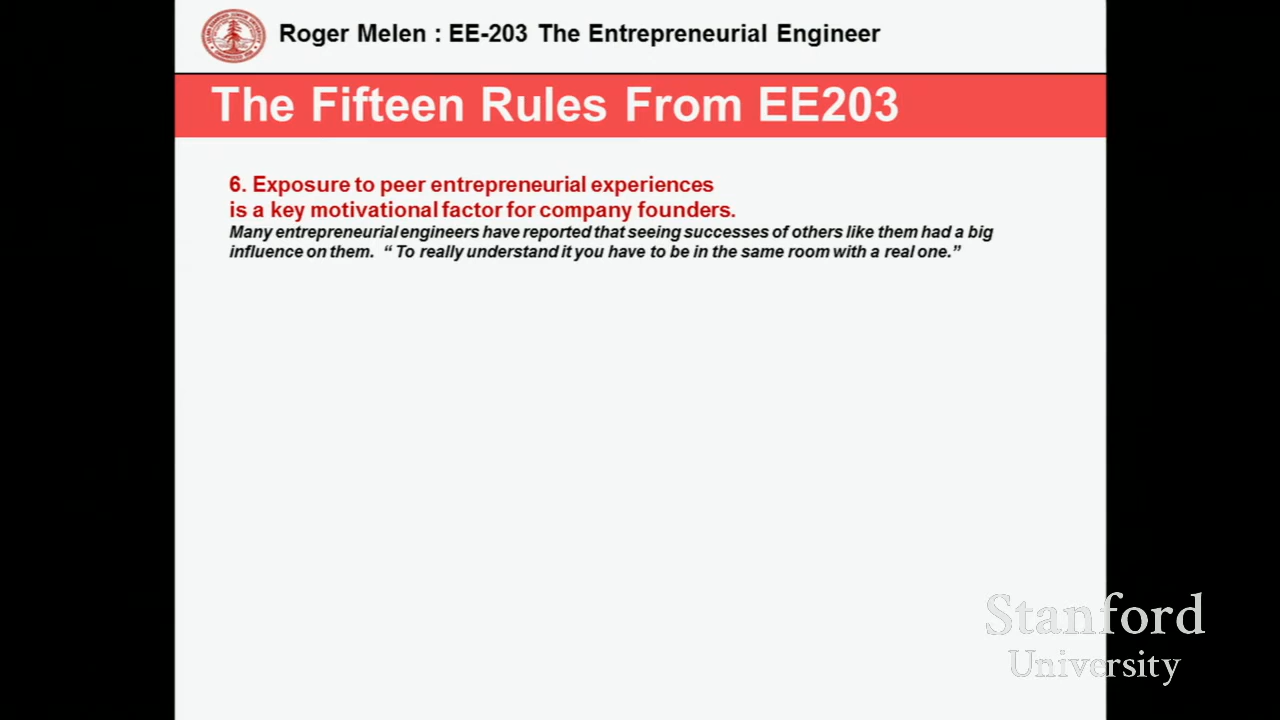 Roger Melen : EE-203 The Entrepreneurial Engineer
The Fifteen Rules From EE203
6. Exposure to peer entrepreneurial experiences
is a key motivational factor for company founders.
Many entrepreneurial engineers have reported that seeing successes of others like them had a big
influence on them. “ To really understand it you have to be in the same room with a real one.”
Stanford
University